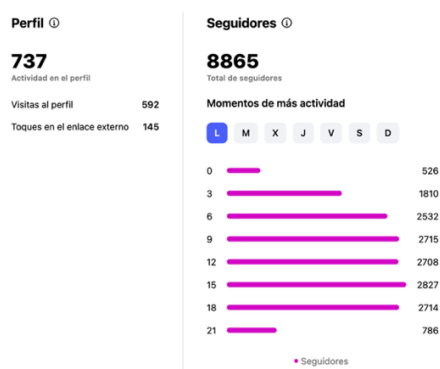 Perfil
737
Actividad en el perfil
Visitas al perfil 592
Toques en el enlace externo 145
Seguidores
8865
Total de seguidores
Momentos de más actividad
L M X J V S D
0 526
3 1810
6 2532
9 2715
12 2708
15 2827
18 2714
21 786
Seguidores